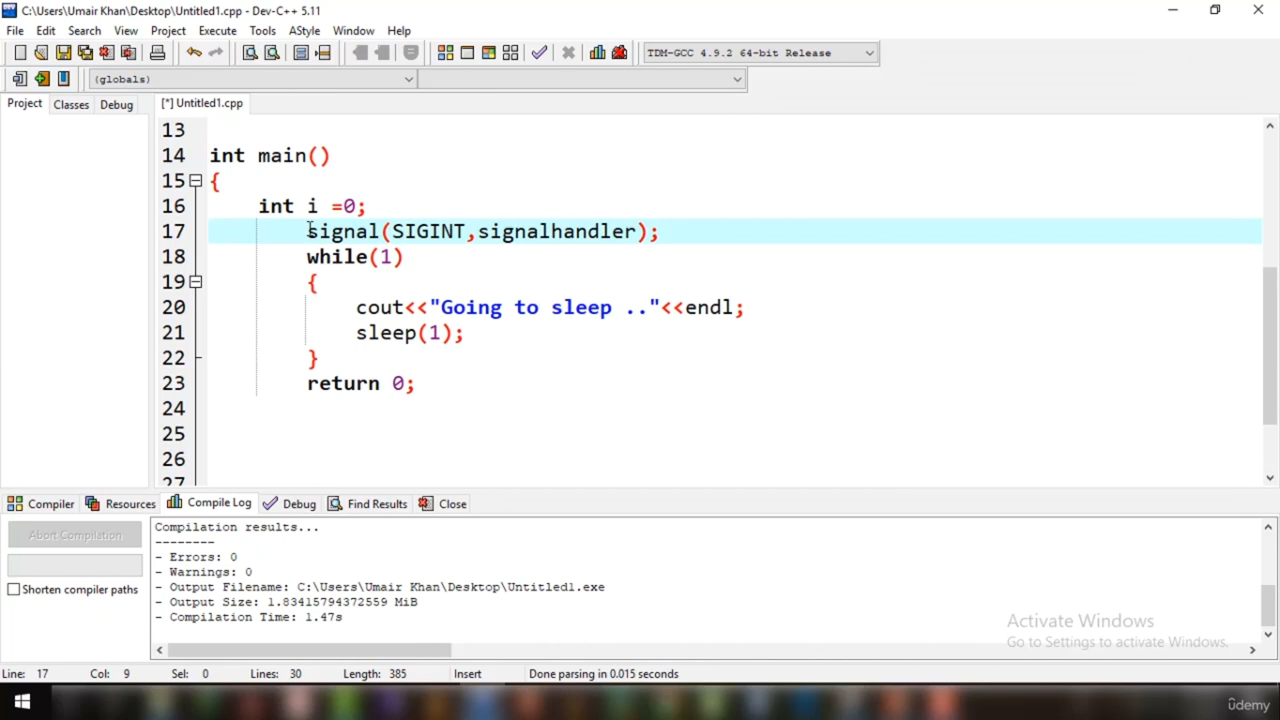 C:\Users\Umair Khan\Desktop\Untitled1.cpp - Dev-C++ 5.11
File Edit Search View Project Execute Tools AStyle Window Help
TDM-GCC 4.9.2 64-bit Release
(globals)
Project Classes Debug [*] Untitled1.cpp
13
14 int main()
15 {
16 int i =0;
17 signal(SIGINT,signalhandler);
18 while(1)
19 {
20 cout<<"Going to sleep .."<<endl;
21 sleep(1);
22 }
23 return 0;
24
25
26
27
Compiler Resources Compile Log Debug Find Results Close
Abort Compilation
Shorten compiler paths
Compilation results...
--------
- Errors: 0
- Warnings: 0
- Output Filename: C:\Users\Umair Khan\Desktop\Untitled1.exe
- Output Size: 1.83415794372559 MiB
- Compilation Time: 1.47s
Activate Windows
Go to Settings to activate Windows.
Line: 17 Col: 9 Sel: 0 Lines: 30 Length: 385 Insert Done parsing in 0.015 seconds
ûdemy